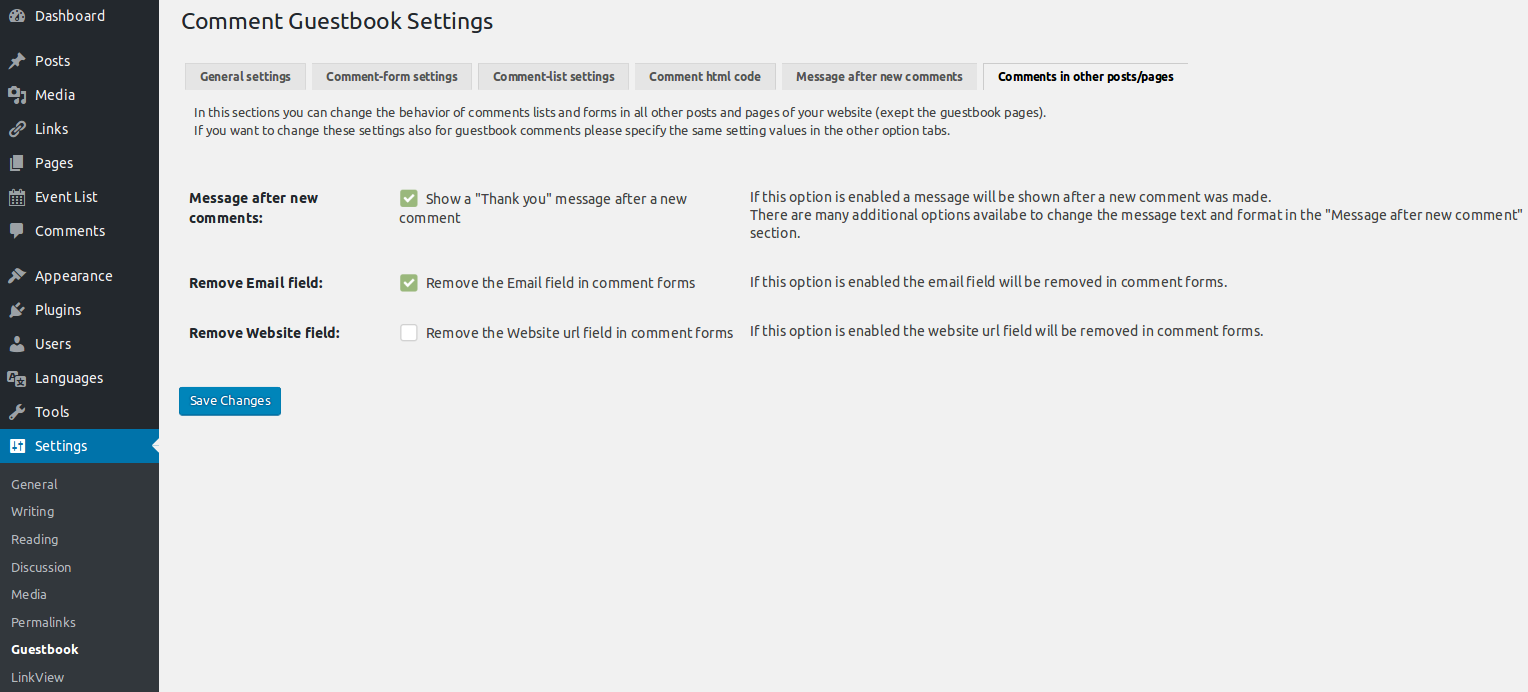 Dashboard
Posts
Media
Links
Pages
Event List
Comments
Appearance
Plugins
Users
Languages
Tools
Settings
General
Writing
Reading
Discussion
Media
Permalinks
Guestbook
LinkView
Comment Guestbook Settings
General settings
Comment-form settings
Comment-list settings
Comment html code
Message after new comments
Comments in other posts/pages
In this sections you can change the behavior of comments lists and forms in all other posts and pages of your website (exept the guestbook pages).
If you want to change these settings also for guestbook comments please specify the same setting values in the other option tabs.
Message after new
comments:
Show a "Thank you" message after a new
comment
If this option is enabled a message will be shown after a new comment was made.
There are many additional options availabe to change the message text and format in the "Message after new comment"
section.
Remove Email field:
Remove the Email field in comment forms
If this option is enabled the email field will be removed in comment forms.
Remove Website field:
Remove the Website url field in comment forms
If this option is enabled the website url field will be removed in comment forms.
Save Changes